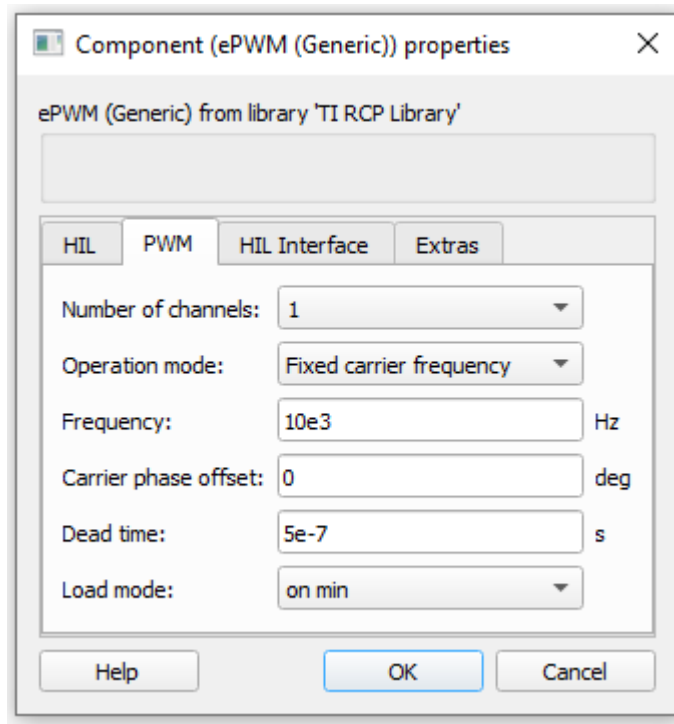 Component (ePWM (Generic)) properties
ePWM (Generic) from library 'TI RCP Library'
HIL PWM HIL Interface Extras
Number of channels: 1
Operation mode: Fixed carrier frequency
Frequency: 10e3 Hz
Carrier phase offset: 0 deg
Dead time: 5e-7 s
Load mode: on min
Help OK Cancel